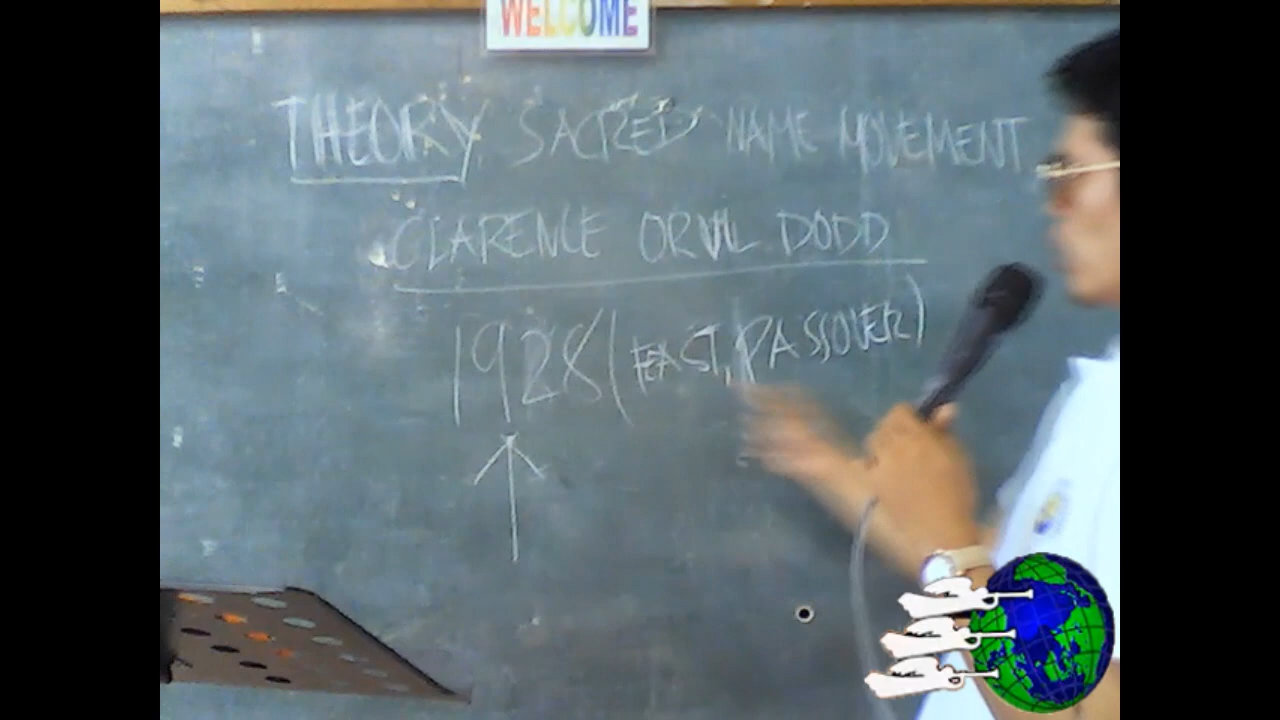 WELCOME
THEORY SACRED NAME MOVEMENT
CLARENCE ORVIL DODD
1928 (FEAST, PASSOVER)